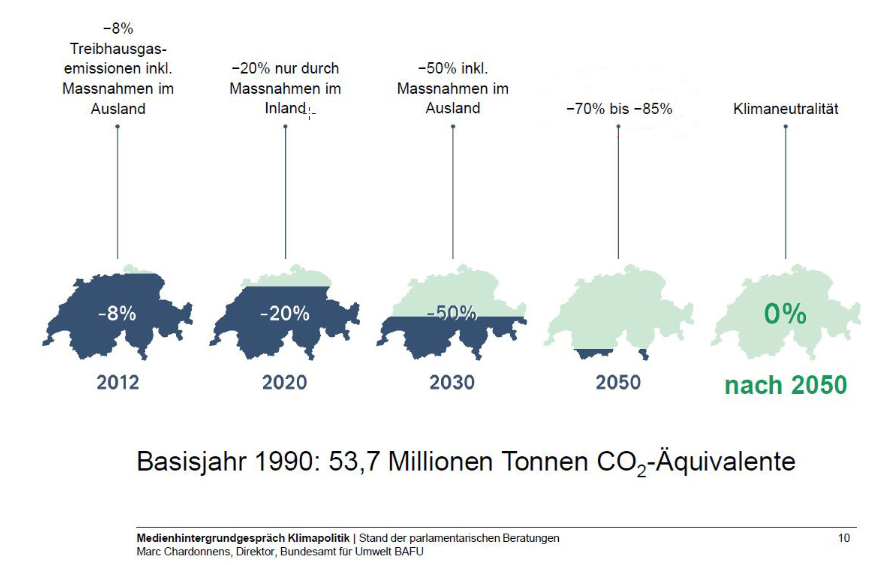 −8%
Treibhausgas-
emissionen inkl.
Massnahmen im
Ausland
−20% nur durch
Massnahmen im
Inland
−50% inkl.
Massnahmen im
Ausland
−70% bis −85%
Klimaneutralität
-8%
-20%
-50%
0%
2012
2020
2030
2050
nach 2050
Basisjahr 1990: 53,7 Millionen Tonnen CO₂-Äquivalente
Medienhintergrundgespräch Klimapolitik | Stand der parlamentarischen Beratungen
10
Marc Chardonnens, Direktor, Bundesamt für Umwelt BAFU